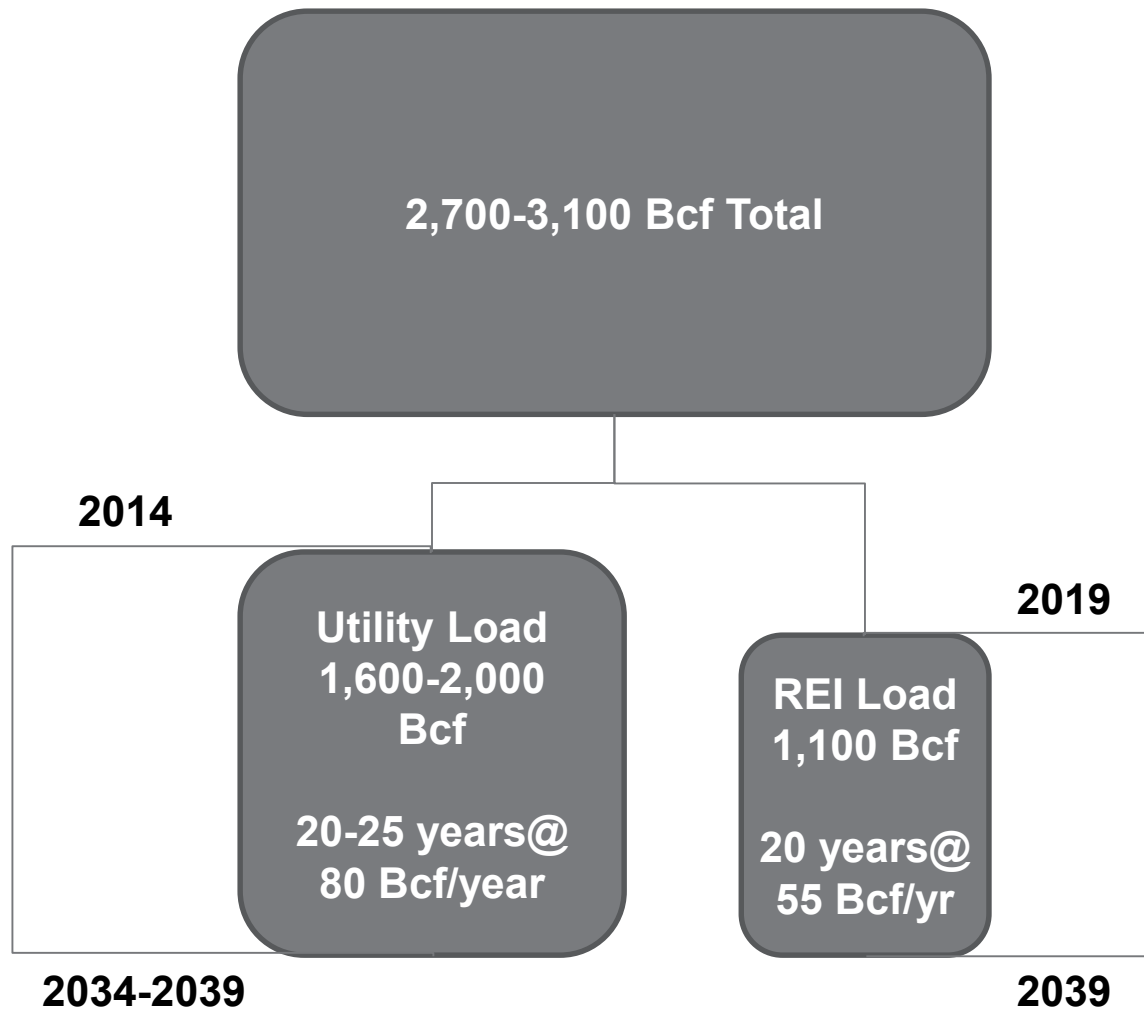 2,700-3,100 Bcf Total
2014
Utility Load
1,600-2,000
Bcf
20-25 years@
80 Bcf/year
2034-2039
2019
REI Load
1,100 Bcf
20 years@
55 Bcf/yr
2039